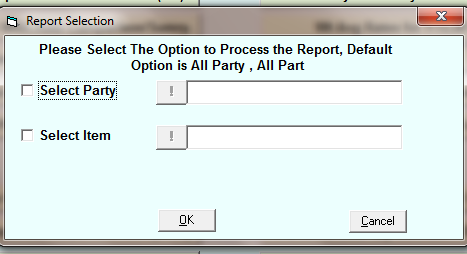 Report Selection
Please Select The Option to Process the Report, Default
Option is All Party , All Part
Select Party
!
Select Item
!
OK
Cancel